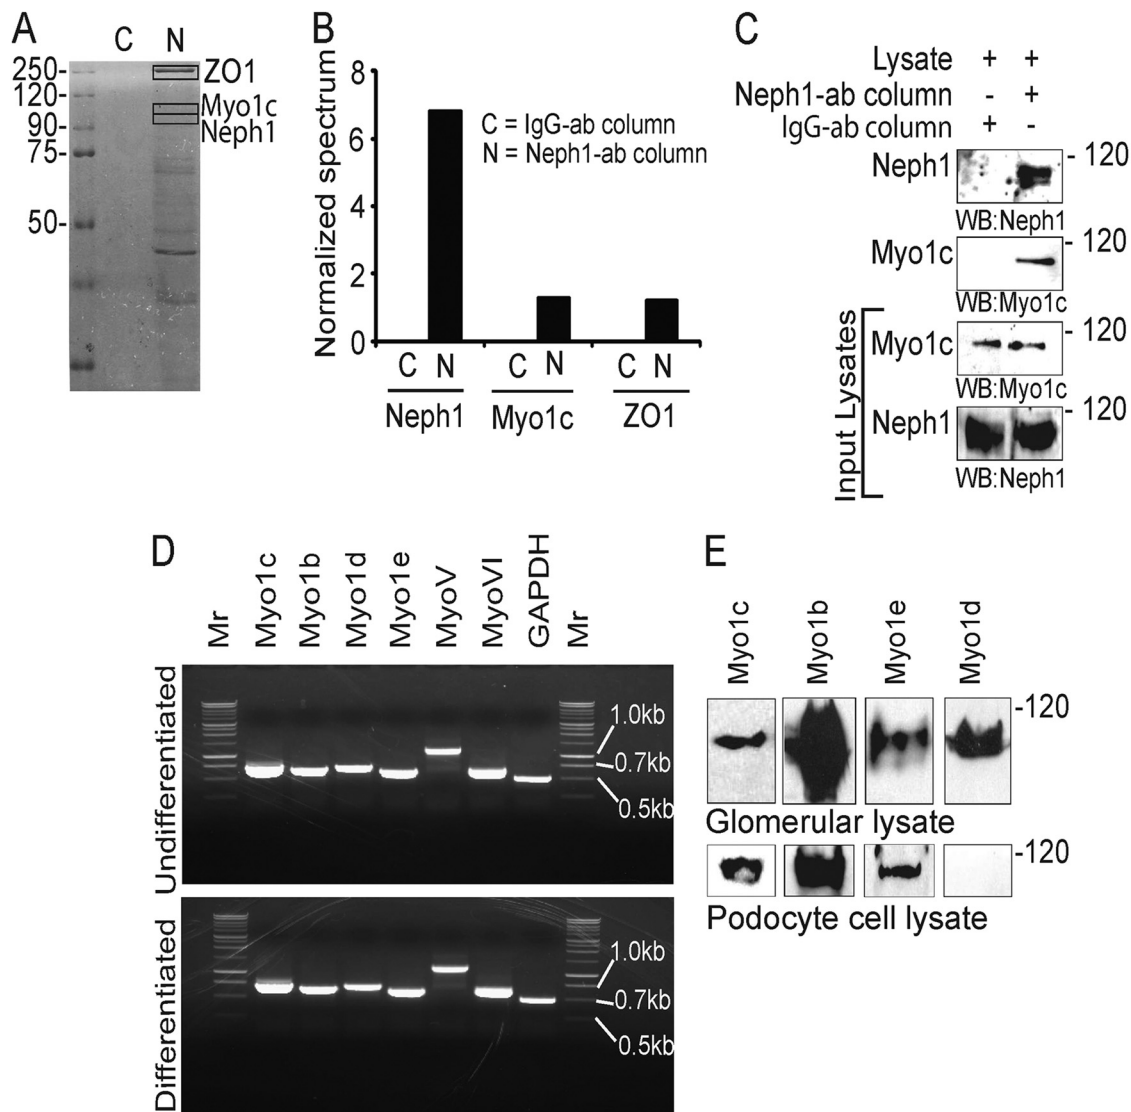 A
C N
250-
120-
90-
75-
50-
ZO1
Myo1c
Neph1
B
Normalized spectrum
8
6
4
2
0
C = IgG-ab column
N = Neph1-ab column
C N C N C N
Neph1 Myo1c ZO1
C
Lysate + +
Neph1-ab column - +
IgG-ab column + -
Neph1
- 120
WB:Neph1
Myo1c
- 120
WB:Myo1c
Input Lysates
Myo1c
- 120
WB:Myo1c
Neph1
- 120
WB:Neph1
D
Mr Myo1c Myo1b Myo1d Myo1e MyoV MyoVI GAPDH Mr
Undifferentiated
1.0kb
0.7kb
0.5kb
Differentiated
1.0kb
0.7kb
0.5kb
E
Myo1c Myo1b Myo1e Myo1d
-120
Glomerular lysate
-120
Podocyte cell lysate